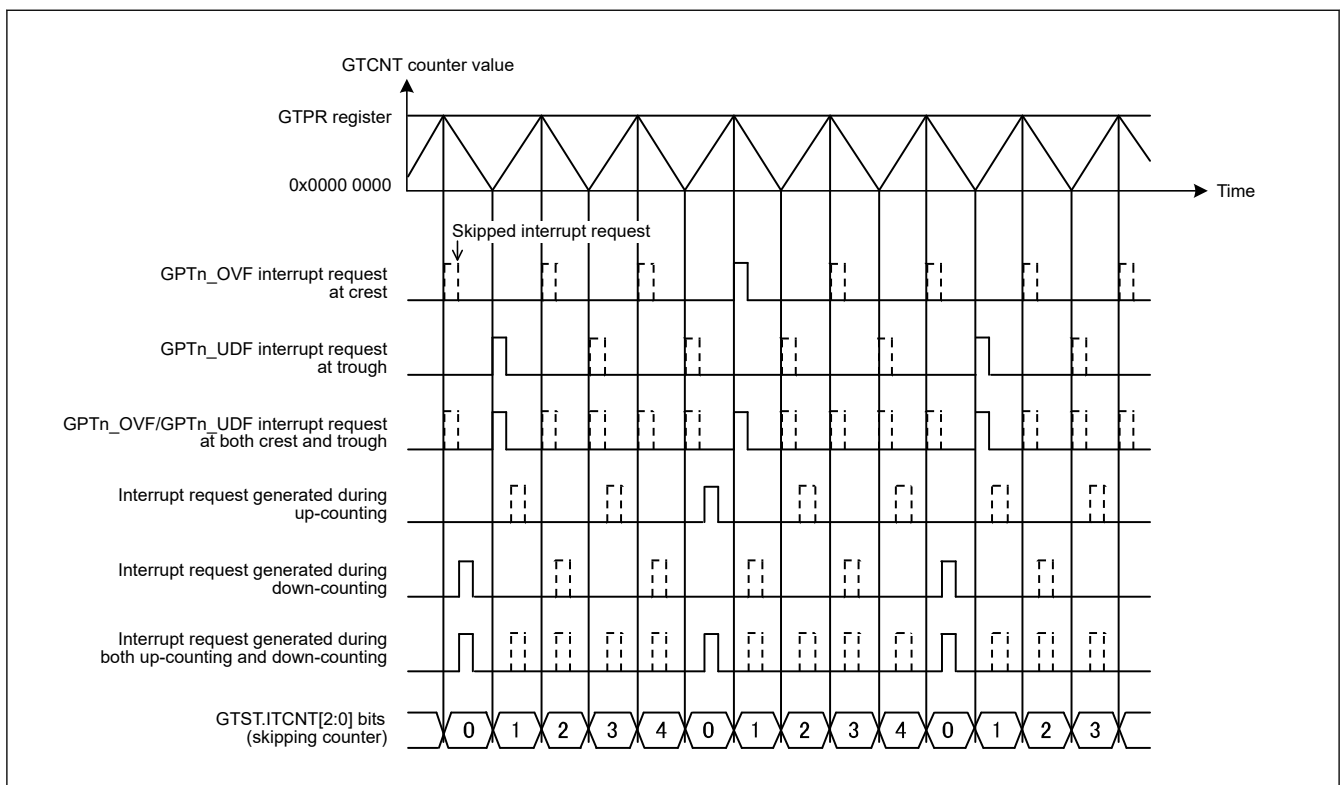 GTCNT counter value
GTPR register
0x0000 0000
Time
Skipped interrupt request
GPTn_OVF interrupt request
at crest
GPTn_UDF interrupt request
at trough
GPTn_OVF/GPTn_UDF interrupt request
at both crest and trough
Interrupt request generated during
up-counting
Interrupt request generated during
down-counting
Interrupt request generated during
both up-counting and down-counting
GTST.ITCNT[2:0] bits
(skipping counter)
0 1 2 3 4 0 1 2 3 4 0 1 2 3